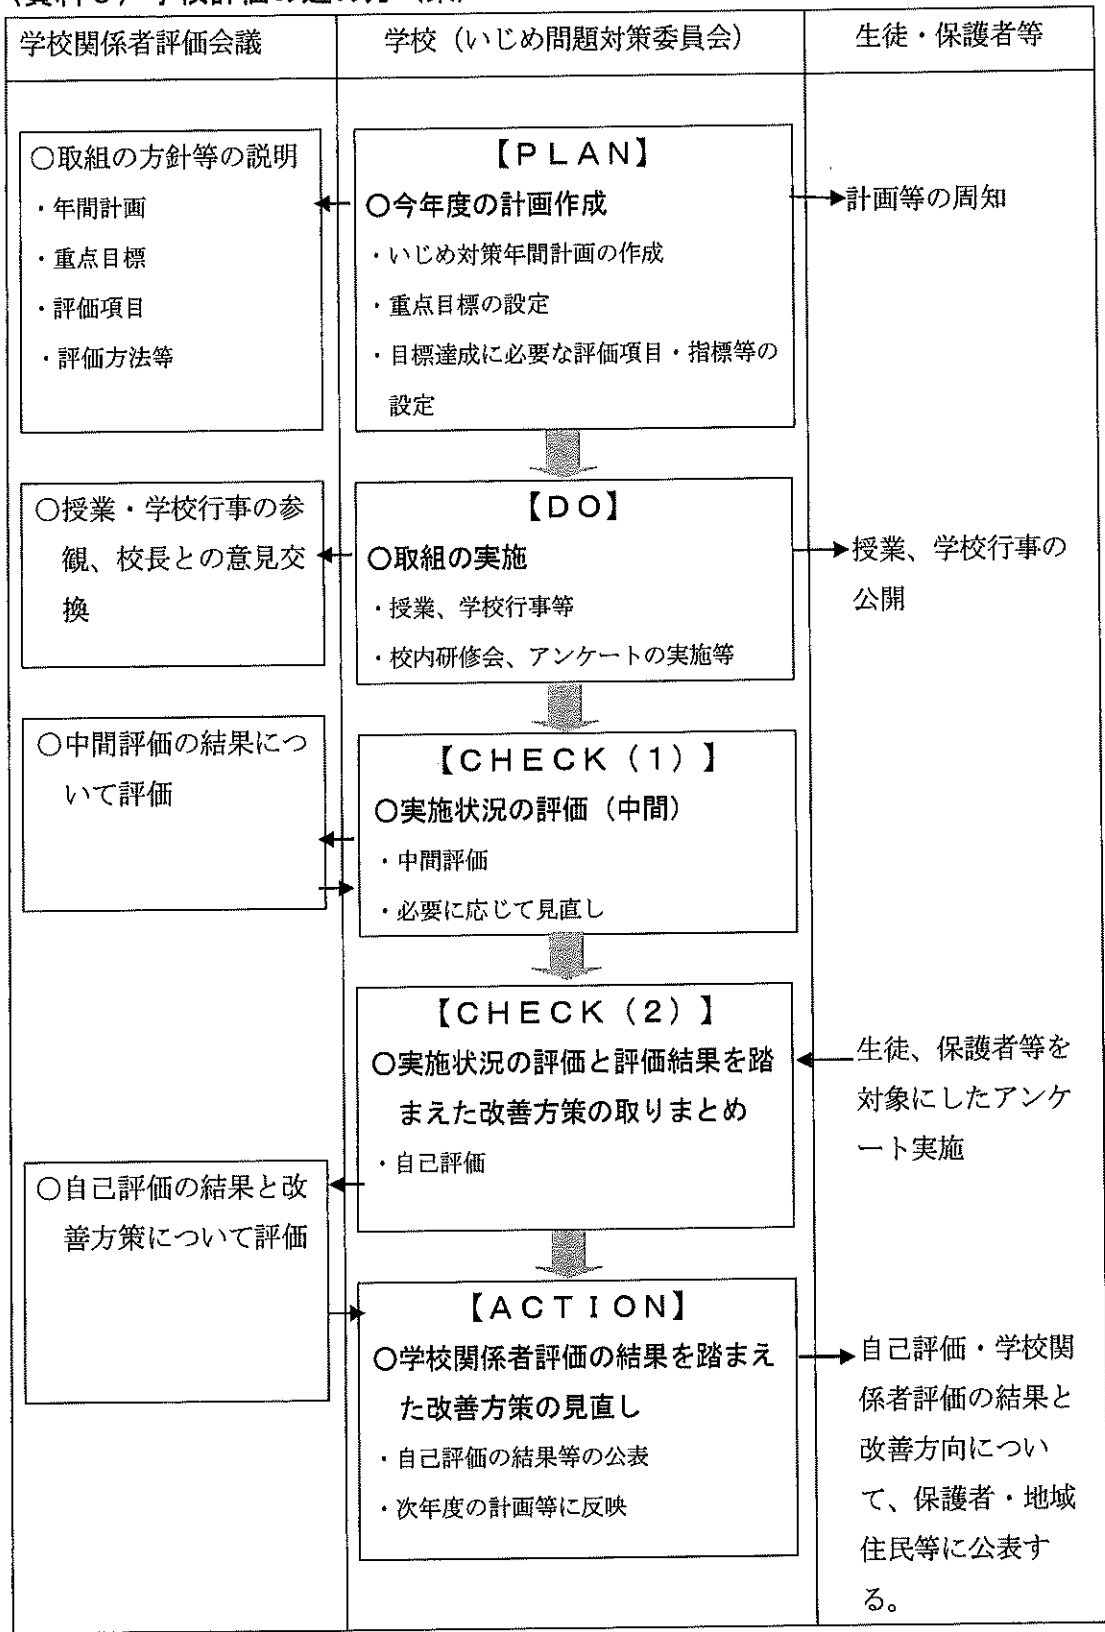 学校関係者評価会議
学校（いじめ問題対策委員会）
生徒・保護者等
○取組の方針等の説明
・年間計画
・重点目標
・評価項目
・評価方法等
【ＰＬＡＮ】
○今年度の計画作成
・いじめ対策年間計画の作成
・重点目標の設定
・目標達成に必要な評価項目・指標等の
設定
計画等の周知
○授業・学校行事の参
観、校長との意見交
換
【ＤＯ】
○取組の実施
・授業、学校行事等
・校内研修会、アンケートの実施等
授業、学校行事の
公開
○中間評価の結果につ
いて評価
【ＣＨＥＣＫ（１）】
○実施状況の評価（中間）
・中間評価
・必要に応じて見直し
【ＣＨＥＣＫ（２）】
○実施状況の評価と評価結果を踏
まえた改善方策の取りまとめ
・自己評価
生徒、保護者等を
対象にしたアンケ
ート実施
○自己評価の結果と改
善方策について評価
【ＡＣＴＩＯＮ】
○学校関係者評価の結果を踏まえ
た改善方策の見直し
・自己評価の結果等の公表
・次年度の計画等に反映
自己評価・学校関
係者評価の結果と
改善方向につい
て、保護者・地域
住民等に公表す
る。